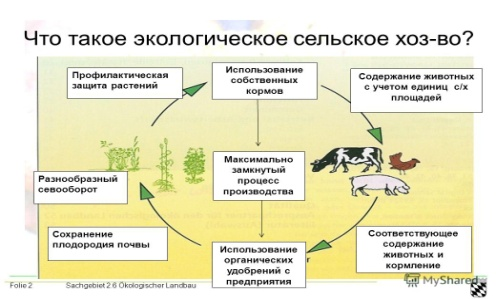 Что такое экологическое сельское хоз-во?
Профилактическая
защита растений
Использование
собственных
кормов
Содержание животных
с учетом единиц с/х
площадей
Максимально
замкнутый
процесс
производства
Разнообразный
севооборот
Сохранение
плодородия почвы
Использование
органических
удобрений с
предприятия
Соответствующее
содержание
животных и
кормление
Folie 2
Sachgebiet 2.6 Ökologischer Landbau
MyShared